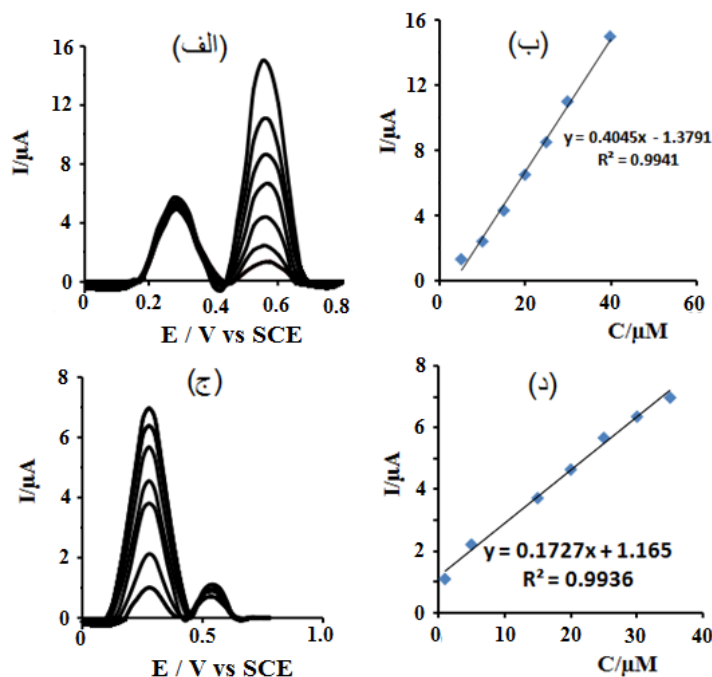 (الف)
16
12
8
4
0
I/µA
0 0.2 0.4 0.6 0.8
E / V vs SCE
(ب)
16
12
8
4
0
I/µA
y = 0.4045x - 1.3791
R² = 0.9941
0 20 40 60
C/µM
(ج)
8
6
4
2
0
I/µA
0 0.5 1.0
E / V vs SCE
(د)
8
6
4
2
0
I/µA
y = 0.1727x + 1.165
R² = 0.9936
0 10 20 30 40
C/µM